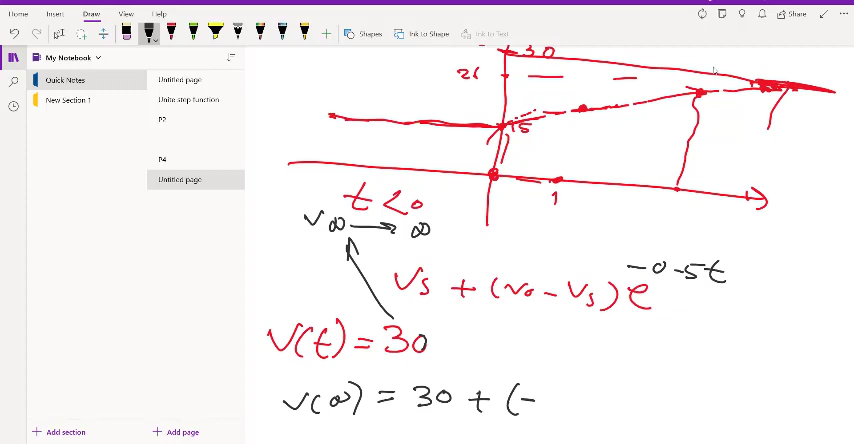 Home Insert Draw View Help
Share
Shapes Ink to Shape Ink to Text
My Notebook
Quick Notes
New Section 1
Untitled page
Unite step function
P2
P4
Untitled page
30
15
1
t < 0
V ∞ → ∞
Vs + (v0 - Vs) e^-0.5t
V(t) = 30
V(∞) = 30 + (-
Add section Add page